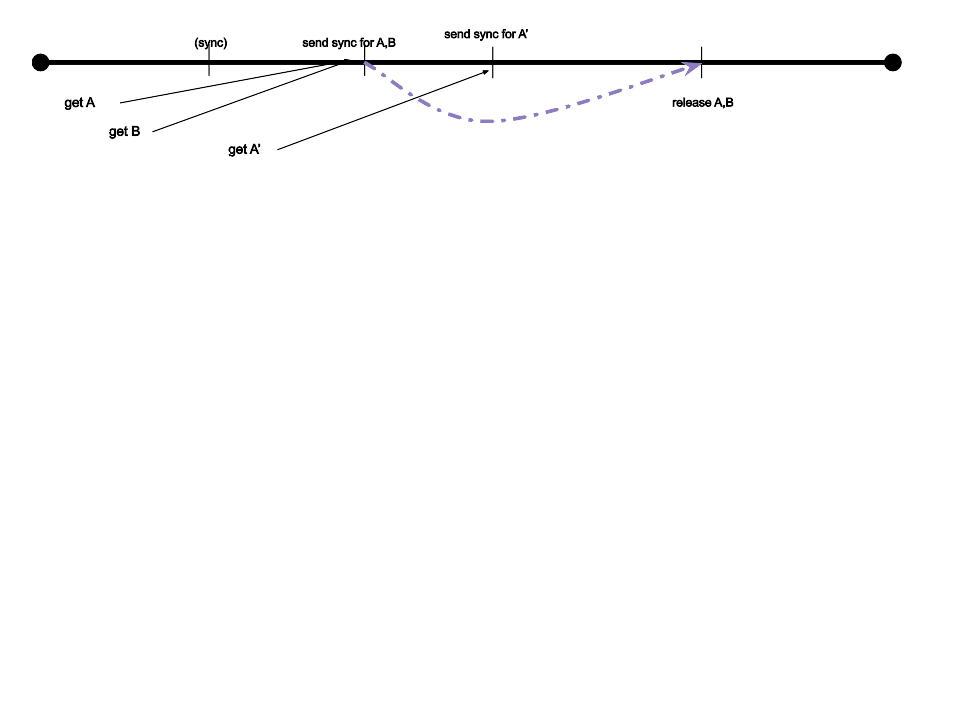 (sync)
send sync for A,B
send sync for A'
get A
release A,B
get B
get A'